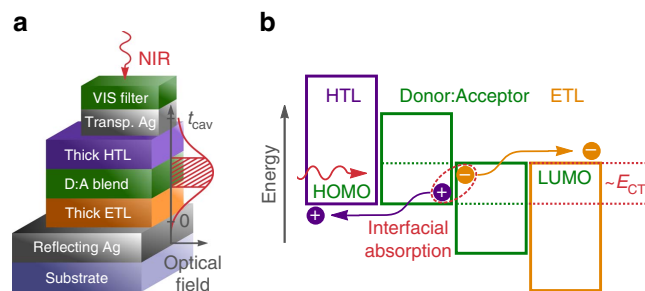 a
NIR
VIS filter
Transp. Ag
t_cav
Thick HTL
D:A blend
Thick ETL
0
Reflecting Ag
Optical
field
Substrate
b
HTL
Donor:Acceptor
ETL
Energy
HOMO
LUMO
~E_CT
Interfacial
absorption
+
+
−
−